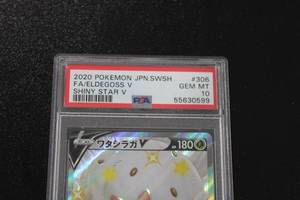 2020 POKEMON JPN.SWSH #306
FA/ELDEGOSS V GEM MT
SHINY STAR V 10
PSA 55630599
ワタシラガV HP180